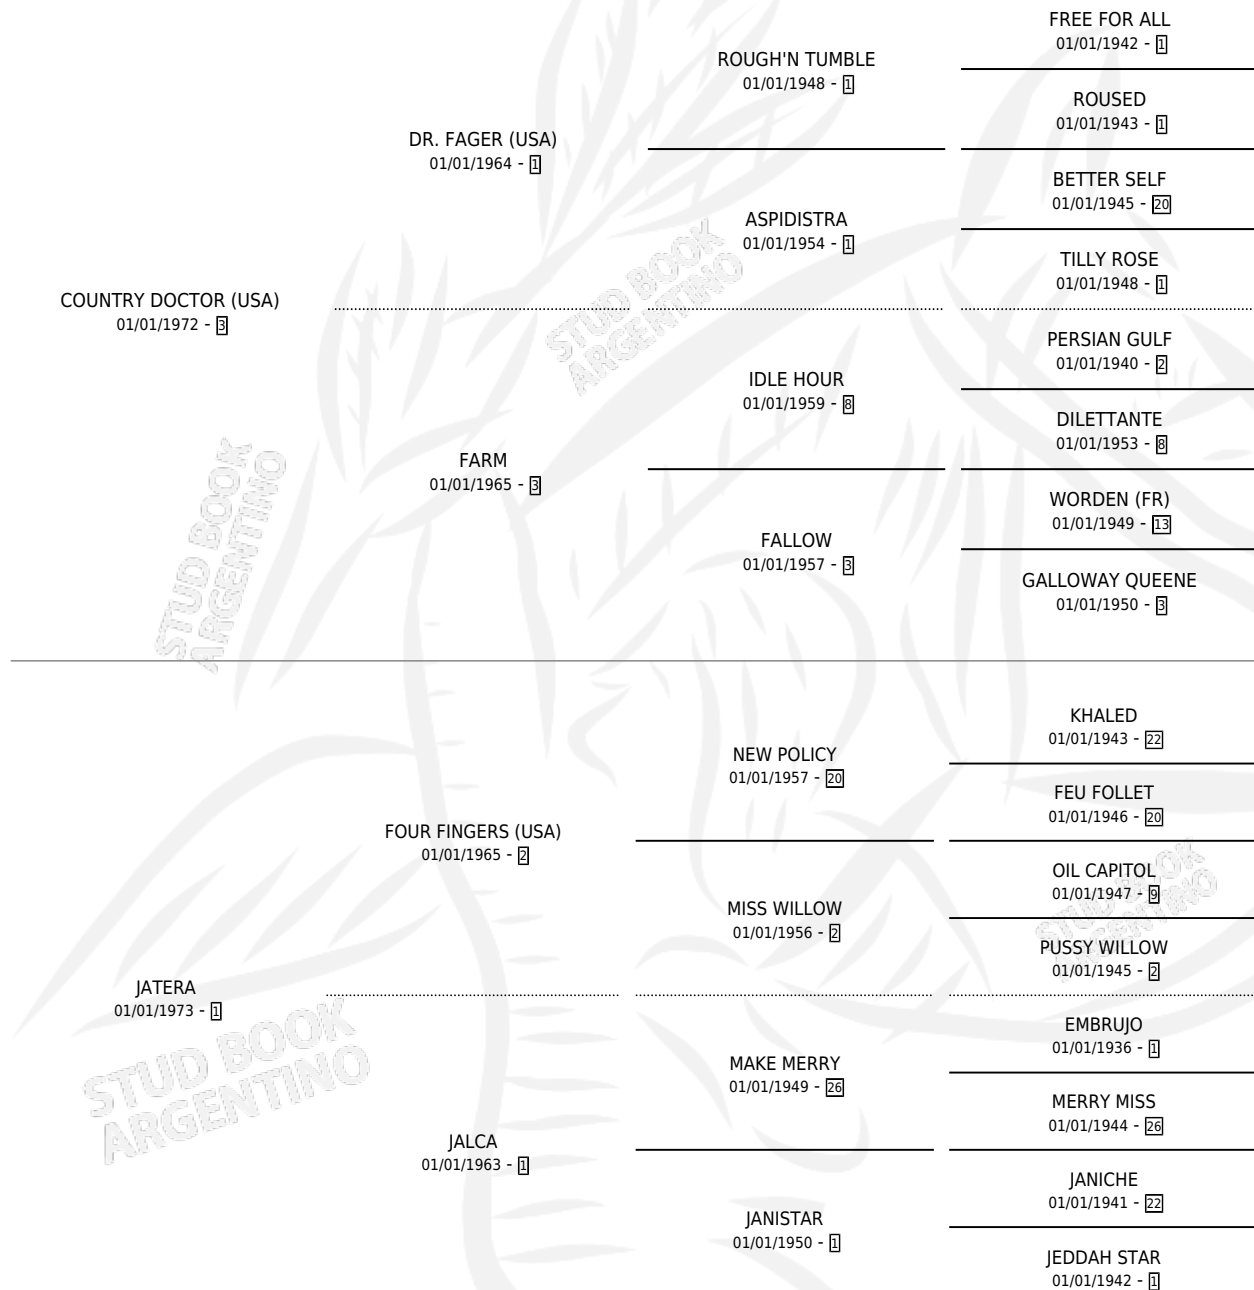 FREE FOR ALL
01/01/1942 - 1
ROUGH'N TUMBLE
01/01/1948 - 1
ROUSED
01/01/1943 - 1
DR. FAGER (USA)
01/01/1964 - 1
BETTER SELF
01/01/1945 - 20
ASPIDISTRA
01/01/1954 - 1
TILLY ROSE
01/01/1948 - 1
COUNTRY DOCTOR (USA)
01/01/1972 - 3
PERSIAN GULF
01/01/1940 - 2
IDLE HOUR
01/01/1959 - 8
DILETTANTE
01/01/1953 - 8
FARM
01/01/1965 - 3
WORDEN (FR)
01/01/1949 - 13
FALLOW
01/01/1957 - 3
GALLOWAY QUEENE
01/01/1950 - 3
KHALED
01/01/1943 - 22
NEW POLICY
01/01/1957 - 20
FEU FOLLET
01/01/1946 - 20
FOUR FINGERS (USA)
01/01/1965 - 2
OIL CAPITOL
01/01/1947 - 9
MISS WILLOW
01/01/1956 - 2
PUSSY WILLOW
01/01/1945 - 2
JATERA
01/01/1973 - 1
EMBRUJO
01/01/1936 - 1
MAKE MERRY
01/01/1949 - 26
MERRY MISS
01/01/1944 - 26
JALCA
01/01/1963 - 1
JANICHE
01/01/1941 - 22
JANISTAR
01/01/1950 - 1
JEDDAH STAR
01/01/1942 - 1
STUD BOOK
ARGENTINO
STUD BOOK
ARGENTINO
STUD BOOK
ARGENTINO
STUD BOOK
ARGENTINO